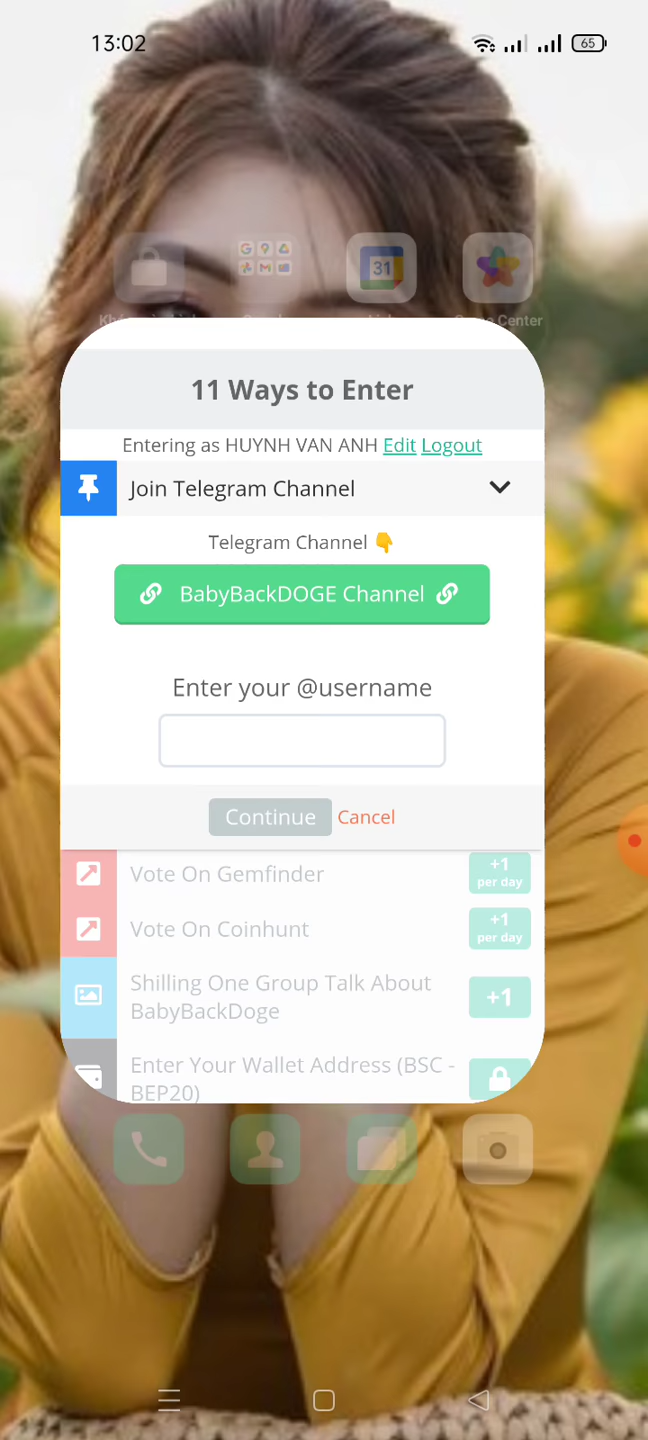 13:02
65
31
11 Ways to Enter
Entering as HUYNH VAN ANH Edit Logout
Join Telegram Channel
Telegram Channel 👇
BabyBackDOGE Channel
Enter your @username
Continue Cancel
Vote On Gemfinder
+1
per day
Vote On Coinhunt
+1
per day
Shilling One Group Talk About
BabyBackDoge
+1
Enter Your Wallet Address (BSC -
BEP20)